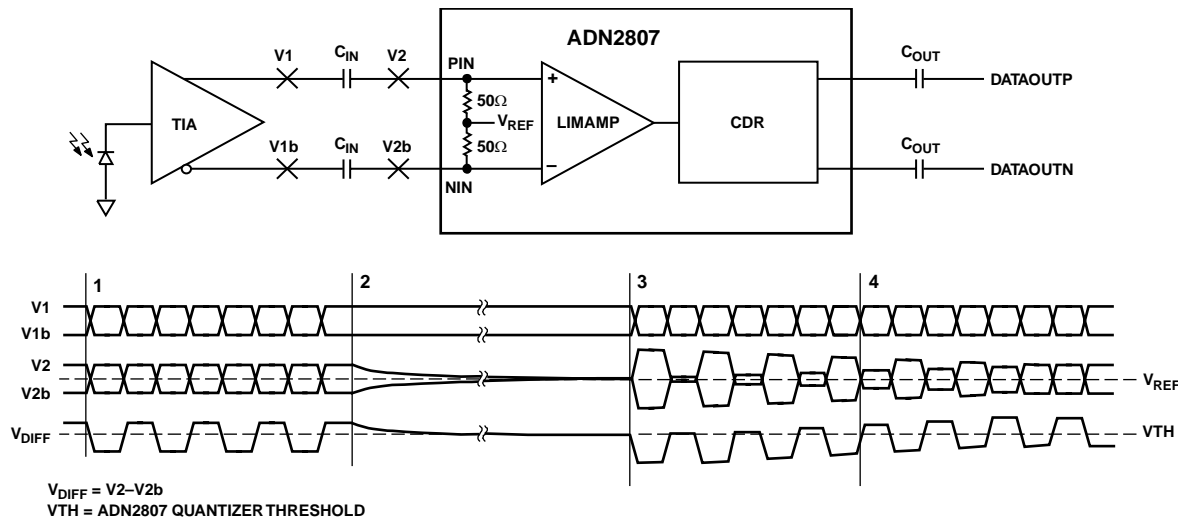 ADN2807
V1
CIN
V2
PIN
COUT
DATAOUTP
50Ω
VREF
TIA
LIMAMP
CDR
50Ω
+
−
V1b
CIN
V2b
NIN
COUT
DATAOUTN
1
2
3
4
V1
V1b
V2
V2b
VREF
VDIFF
VTH
VDIFF = V2–V2b
VTH = ADN2807 QUANTIZER THRESHOLD